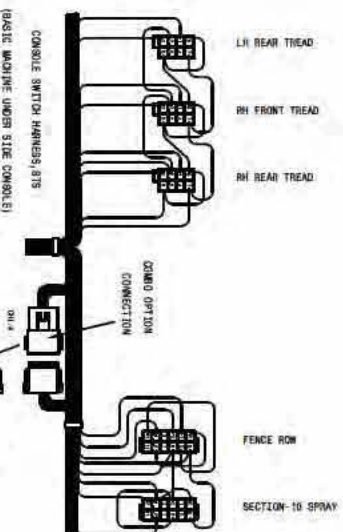 LH REAR TREAD
RH FRONT TREAD
RH REAR TREAD
CONSOLE SWITCH HARNESS, STS
(BASIC MACHINE UNDER SIDE CONSOLE)
COMBO OPTION
CONNECTION
FENCE ROW
SECTION-10 SPRAY